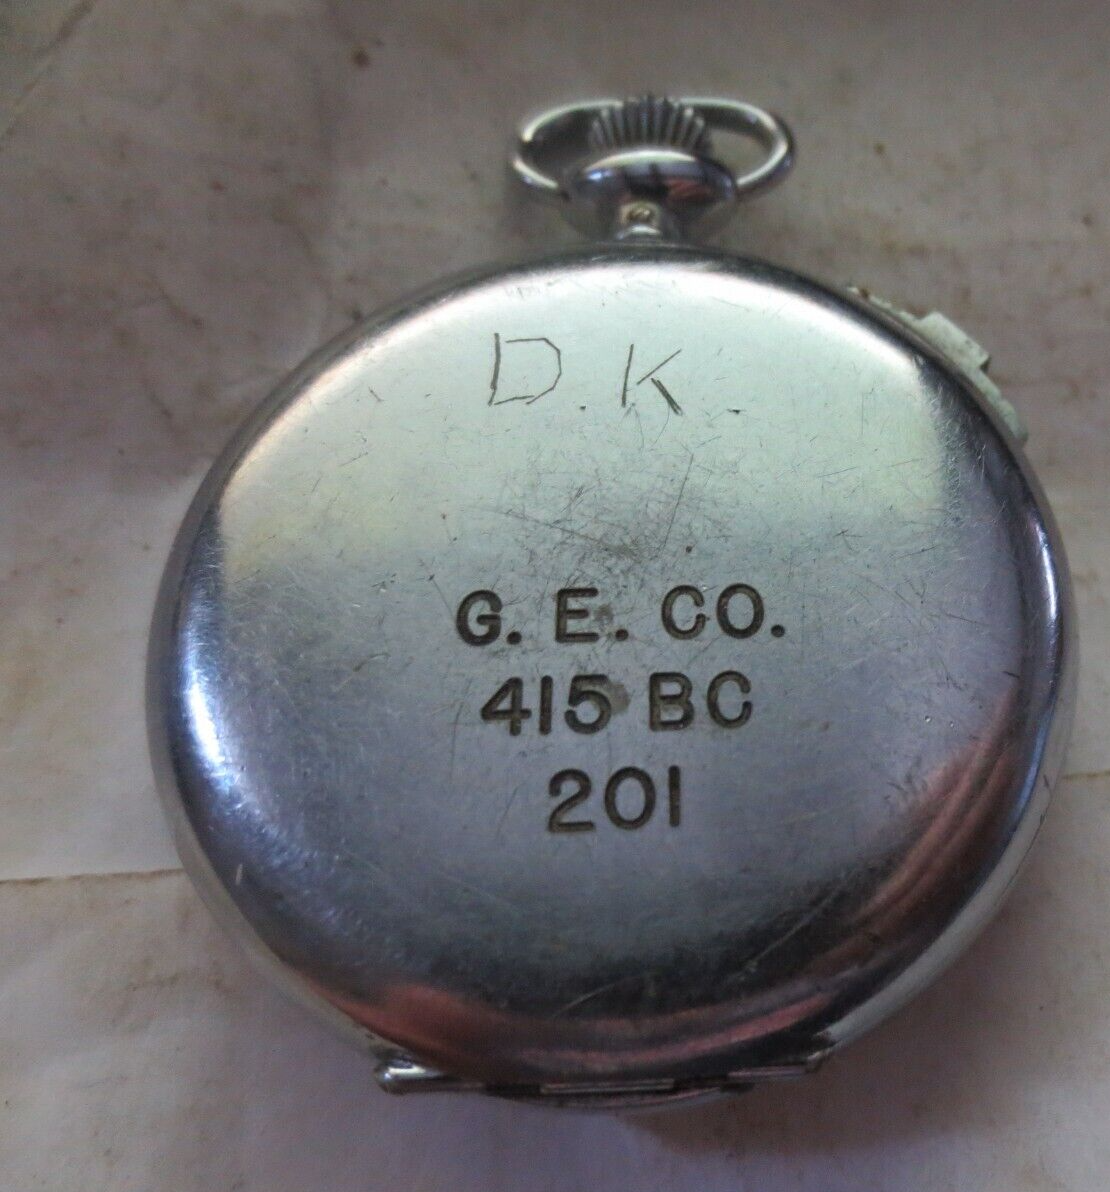 D.K.
G. E. CO.
415 BC
201